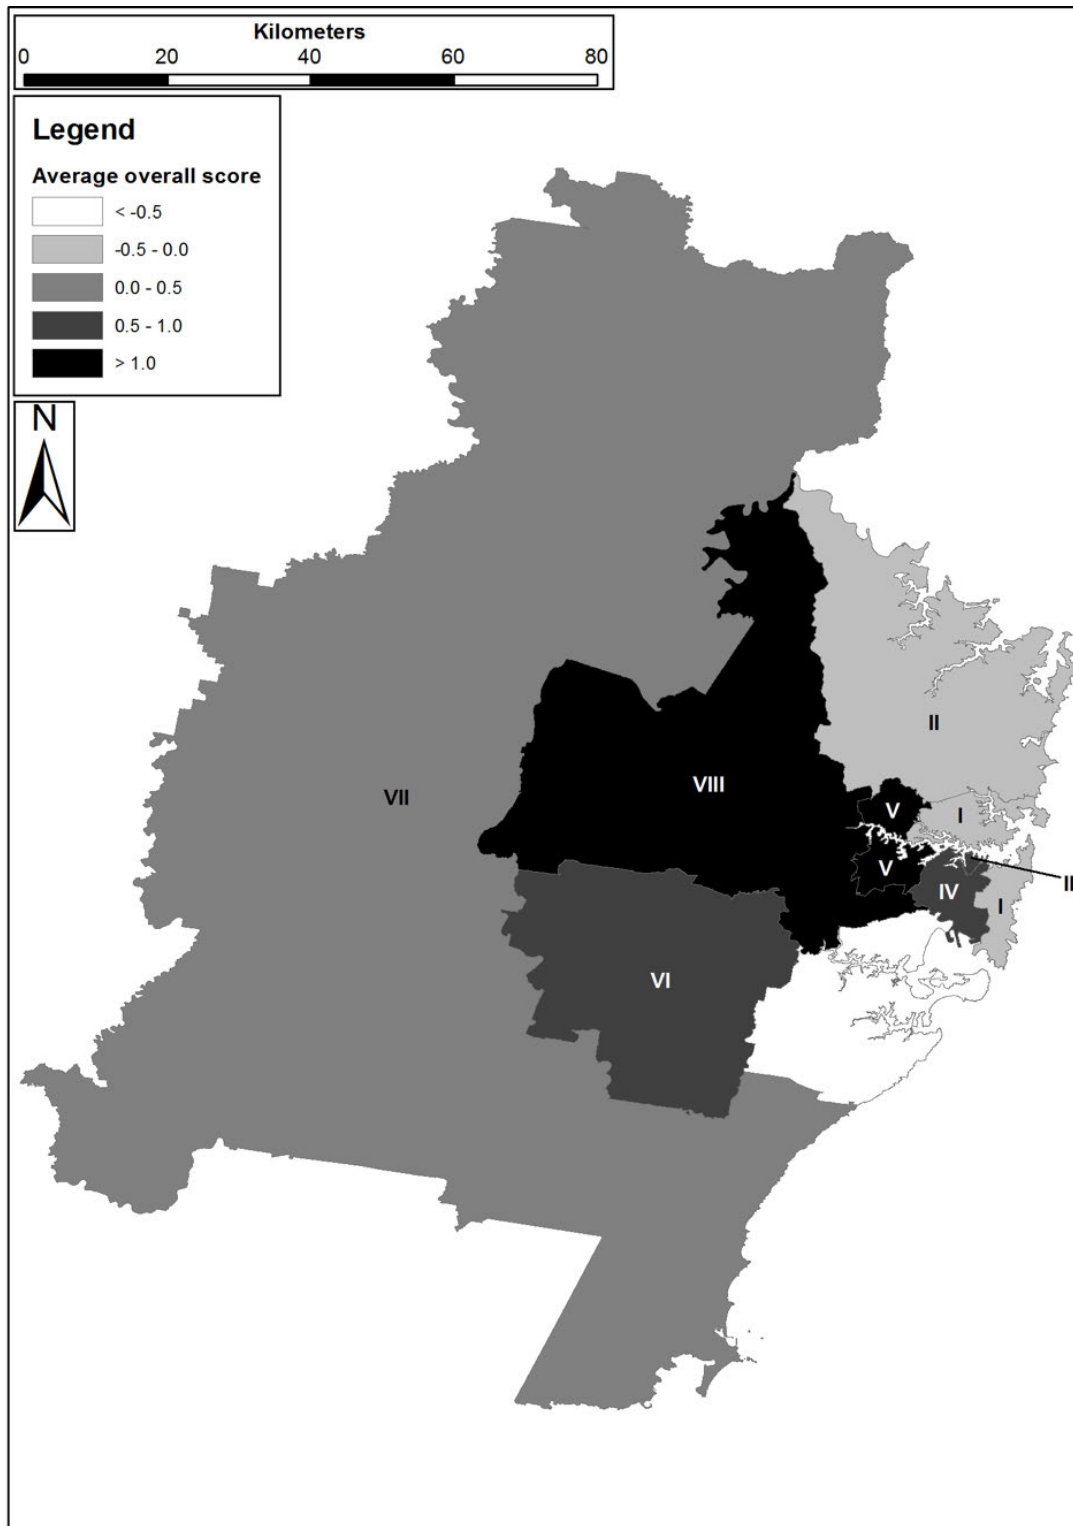 Kilometers
0 20 40 60 80
Legend
Average overall score
< -0.5
-0.5 - 0.0
0.0 - 0.5
0.5 - 1.0
> 1.0
N
II
VII
VIII
V
I
V
II
IV
I
VI